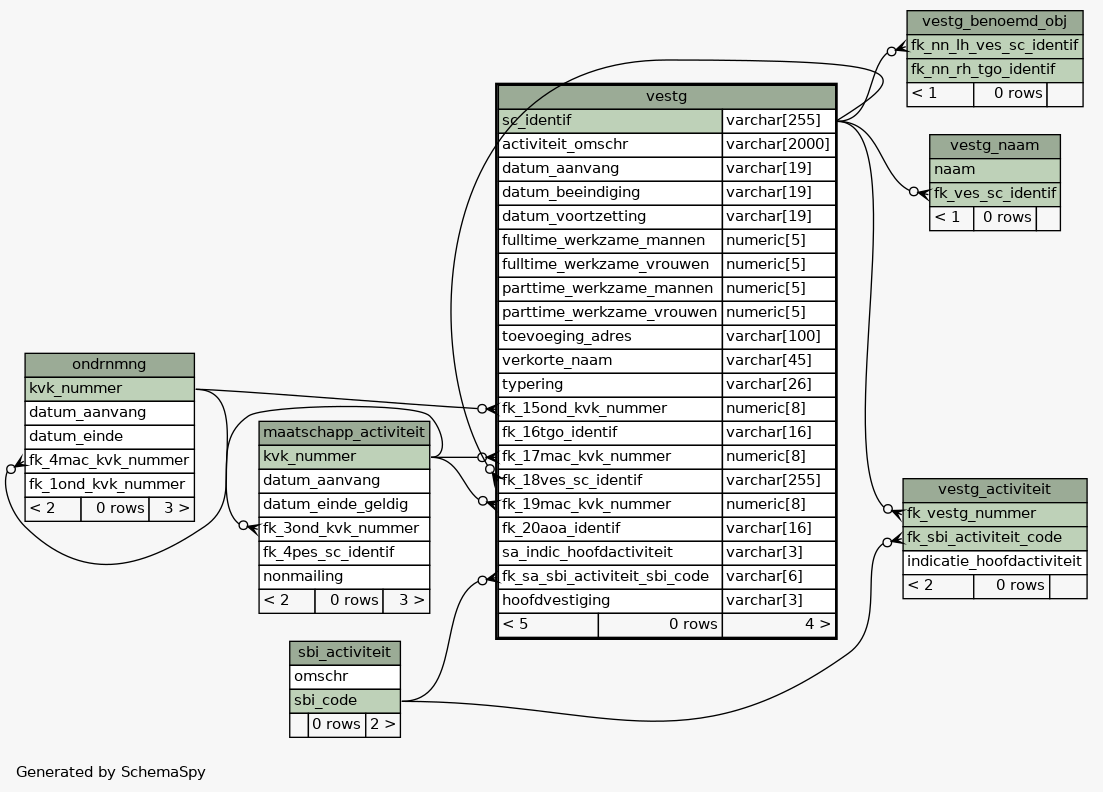 vestg_benoemd_obj
fk_nn_lh_ves_sc_identif
fk_nn_rh_tgo_identif
< 1 0 rows
vestg
sc_identif varchar[255]
activiteit_omschr varchar[2000]
datum_aanvang varchar[19]
datum_beeindiging varchar[19]
datum_voortzetting varchar[19]
fulltime_werkzame_mannen numeric[5]
fulltime_werkzame_vrouwen numeric[5]
parttime_werkzame_mannen numeric[5]
parttime_werkzame_vrouwen numeric[5]
toevoeging_adres varchar[100]
verkorte_naam varchar[45]
typering varchar[26]
fk_15ond_kvk_nummer numeric[8]
fk_16tgo_identif varchar[16]
fk_17mac_kvk_nummer numeric[8]
fk_18ves_sc_identif varchar[255]
fk_19mac_kvk_nummer numeric[8]
fk_20aoa_identif varchar[16]
sa_indic_hoofdactiviteit varchar[3]
fk_sa_sbi_activiteit_sbi_code varchar[6]
hoofdvestiging varchar[3]
< 5 0 rows 4 >
vestg_naam
naam
fk_ves_sc_identif
< 1 0 rows
ondrnmng
kvk_nummer
datum_aanvang
datum_einde
fk_4mac_kvk_nummer
fk_1ond_kvk_nummer
< 2 0 rows 3 >
maatschapp_activiteit
kvk_nummer
datum_aanvang
datum_einde_geldig
fk_3ond_kvk_nummer
fk_4pes_sc_identif
nonmailing
< 2 0 rows 3 >
vestg_activiteit
fk_vestg_nummer
fk_sbi_activiteit_code
indicatie_hoofdactiviteit
< 2 0 rows
sbi_activiteit
omschr
sbi_code
0 rows 2 >
Generated by SchemaSpy